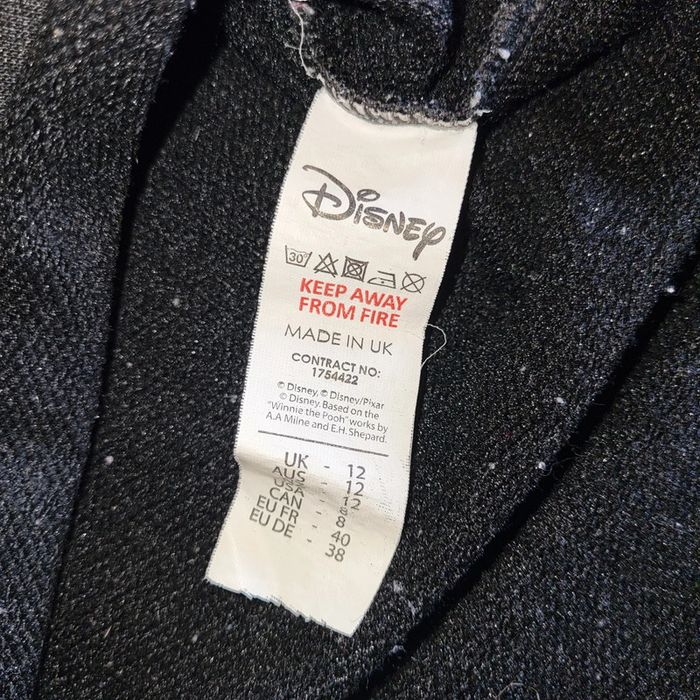 Disney
30°
KEEP AWAY
FROM FIRE
MADE IN UK
CONTRACT NO:
1754422
© Disney, © Disney/Pixar
© Disney. Based on the
"Winnie the Pooh" works by
A.A Milne and E.H. Shepard.
UK - 12
AUS - 12
USA - 12
CAN - 8
EU FR - 8
EU DE - 40
- 38